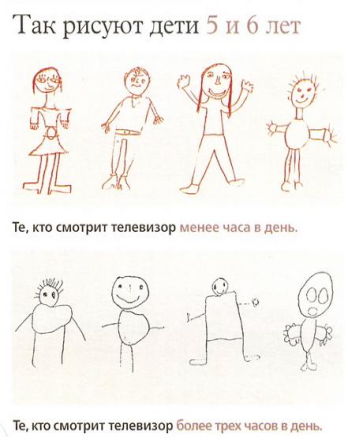 Так рисуют дети 5 и 6 лет
Те, кто смотрит телевизор менее часа в день.
Те, кто смотрит телевизор более трех часов в день.